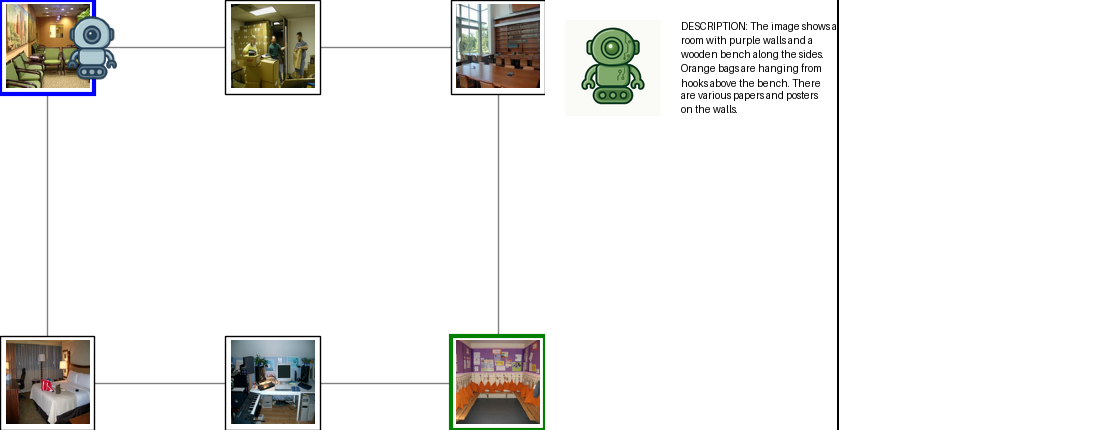 DESCRIPTION: The image shows a
room with purple walls and a
wooden bench along the sides.
Orange bags are hanging from
hooks above the bench. There
are various papers and posters
on the walls.